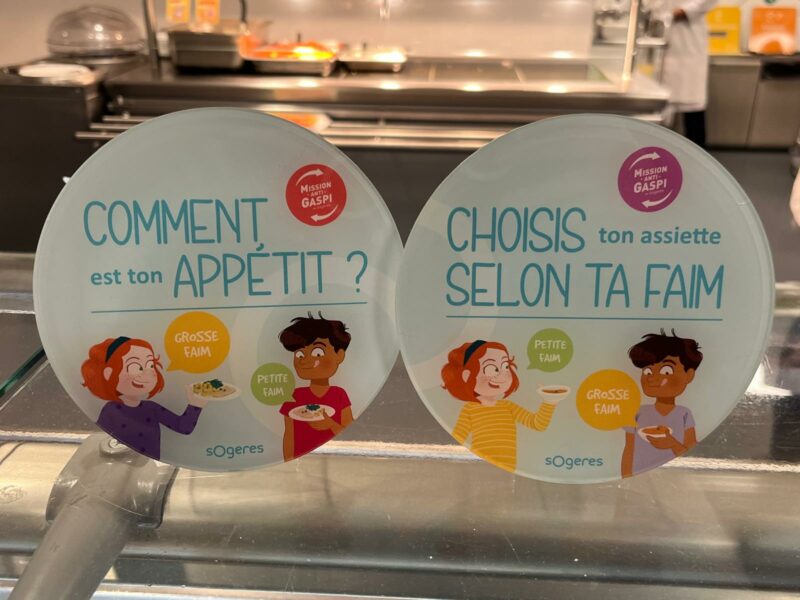 MISSION
ANTI
GASPI
COMMENT
est ton APPÉTIT ?
GROSSE
FAIM
PETITE
FAIM
sOgeres
MISSION
ANTI
GASPI
CHOISIS ton assiette
SELON TA FAIM
PETITE
FAIM
GROSSE
FAIM
sOgeres